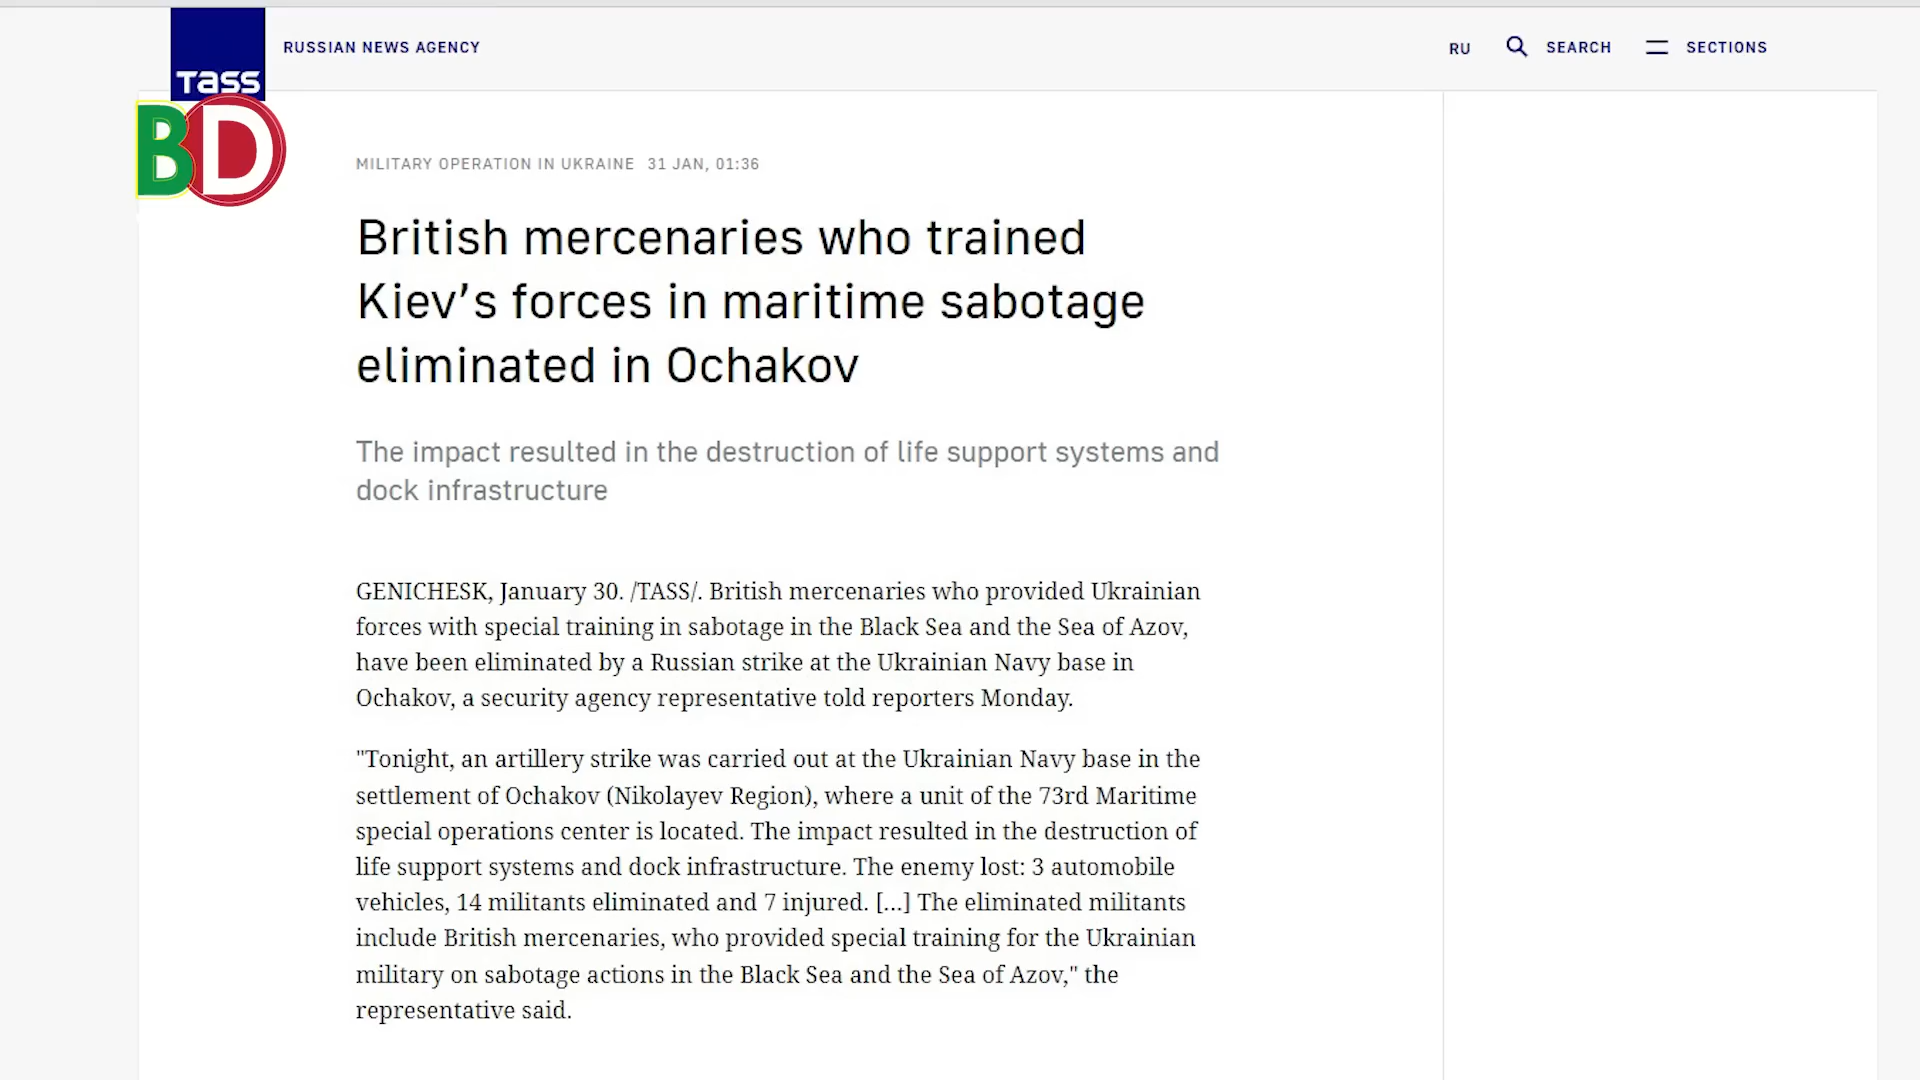 RUSSIAN NEWS AGENCY
RU
SEARCH
SECTIONS
TASS
BD
MILITARY OPERATION IN UKRAINE 31 JAN, 01:36
British mercenaries who trained
Kiev’s forces in maritime sabotage
eliminated in Ochakov
The impact resulted in the destruction of life support systems and
dock infrastructure
GENICHESK, January 30. /TASS/. British mercenaries who provided Ukrainian
forces with special training in sabotage in the Black Sea and the Sea of Azov,
have been eliminated by a Russian strike at the Ukrainian Navy base in
Ochakov, a security agency representative told reporters Monday.
"Tonight, an artillery strike was carried out at the Ukrainian Navy base in the
settlement of Ochakov (Nikolayev Region), where a unit of the 73rd Maritime
special operations center is located. The impact resulted in the destruction of
life support systems and dock infrastructure. The enemy lost: 3 automobile
vehicles, 14 militants eliminated and 7 injured. [...] The eliminated militants
include British mercenaries, who provided special training for the Ukrainian
military on sabotage actions in the Black Sea and the Sea of Azov," the
representative said.